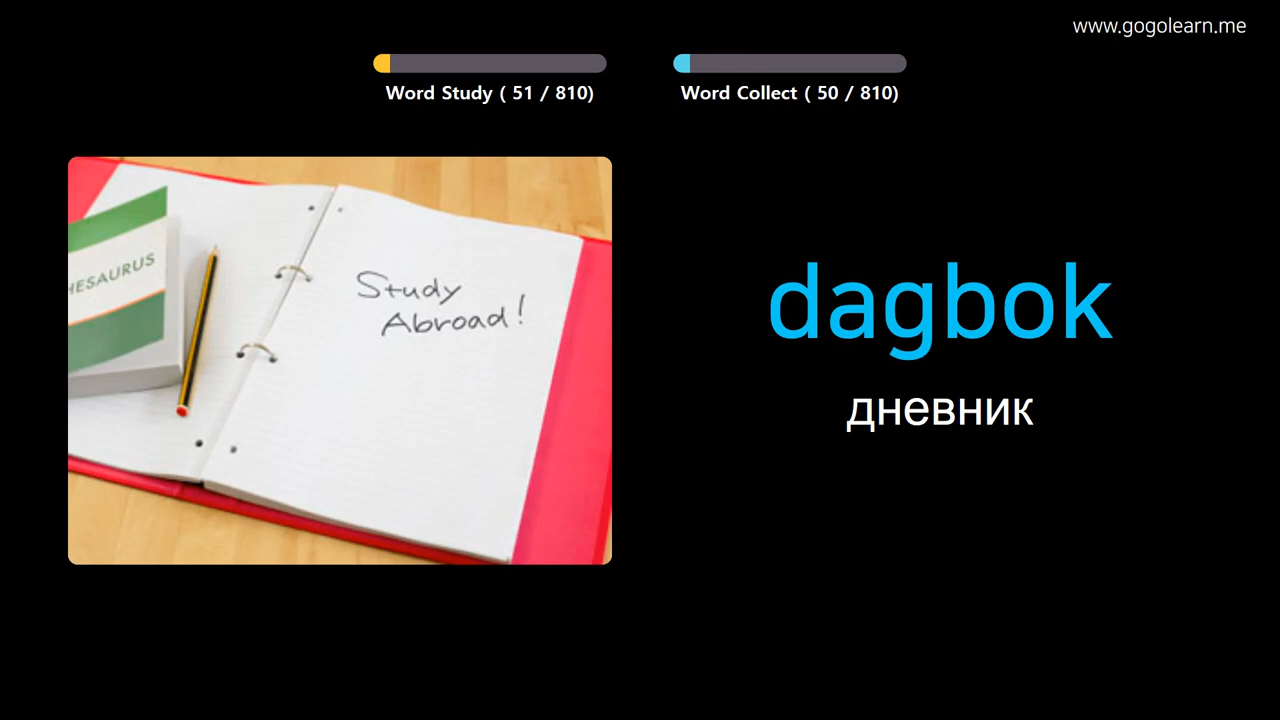 www.gogolearn.me
Word Study ( 51 / 810)
Word Collect ( 50 / 810)
HESAURUS
Study
Abroad!
dagbok
дневник